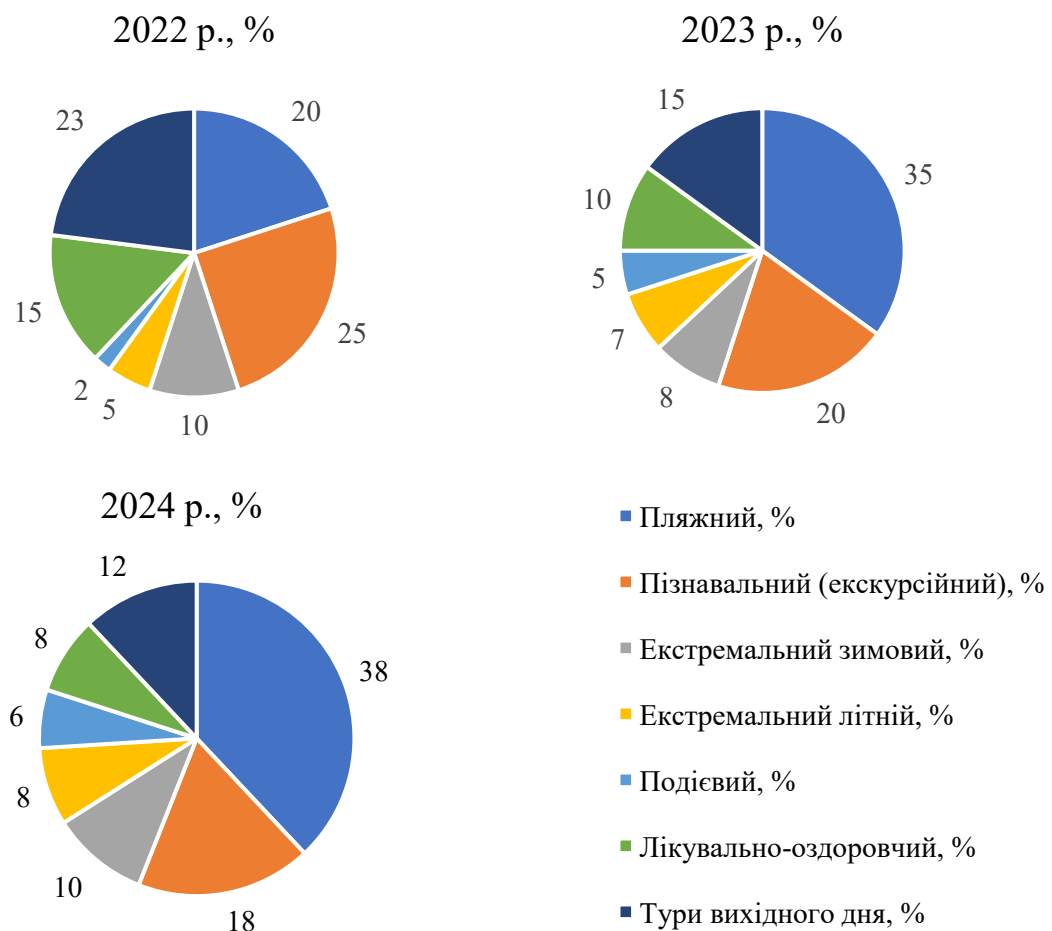 2022 р., %
20
25
10
5
2
15
23
2023 р., %
35
20
8
7
5
10
15
2024 р., %
38
18
10
8
6
8
12
Пляжний, %
Пізнавальний (екскурсійний), %
Екстремальний зимовий, %
Екстремальний літній, %
Подієвий, %
Лікувально-оздоровчий, %
Тури вихідного дня, %